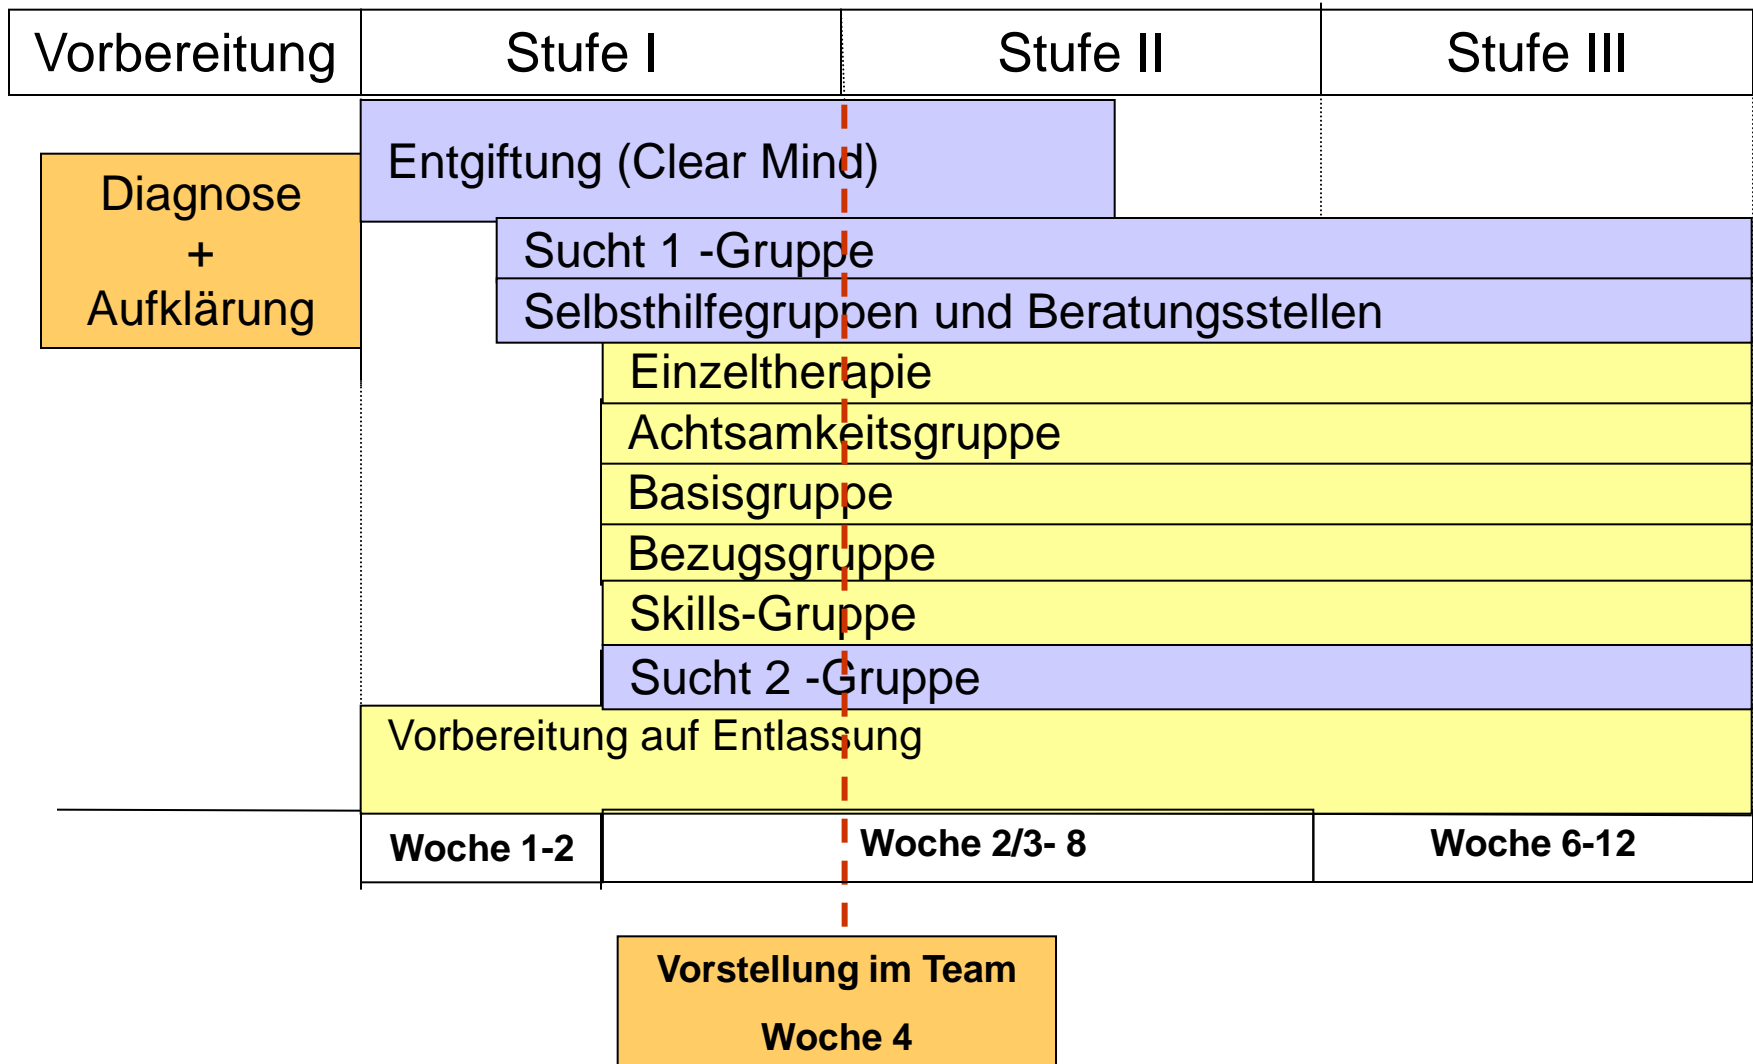 Vorbereitung
Stufe I
Stufe II
Stufe III
Entgiftung (Clear Mind)
Diagnose
+
Aufklärung
Sucht 1 -Gruppe
Selbsthilfegruppen und Beratungsstellen
Einzeltherapie
Achtsamkeitsgruppe
Basisgruppe
Bezugsgruppe
Skills-Gruppe
Sucht 2 -Gruppe
Vorbereitung auf Entlassung
Woche 1-2
Woche 2/3- 8
Woche 6-12
Vorstellung im Team
Woche 4